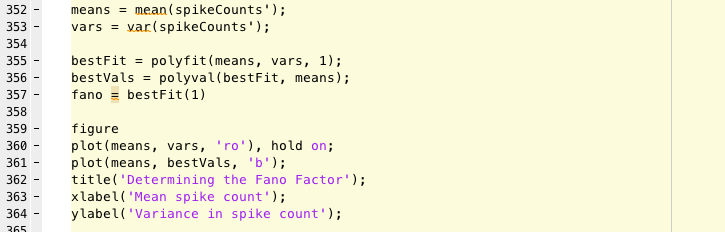 352 - means = mean(spikeCounts');
353 - vars = var(spikeCounts');
354
355 - bestFit = polyfit(means, vars, 1);
356 - bestVals = polyval(bestFit, means);
357 - fano = bestFit(1)
358
359 - figure
360 - plot(means, vars, 'ro'), hold on;
361 - plot(means, bestVals, 'b');
362 - title('Determining the Fano Factor');
363 - xlabel('Mean spike count');
364 - ylabel('Variance in spike count');
365